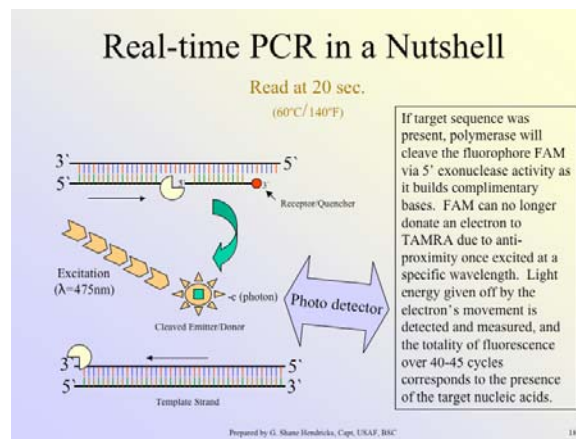 Real-time PCR in a Nutshell
Read at 20 sec.
(60°C/140°F)
3` 5`
5` 3`
Receptor/Quencher
Excitation
(λ=475nm)
-c (photon)
Cleaved Emitter/Donor
Photo detector
3` 5`
5` 3`
Template Strand
If target sequence was
present, polymerase will
cleave the fluorophore FAM
via 5’ exonuclease activity as
it builds complimentary
bases. FAM can no longer
donate an electron to
TAMRA due to anti-
proximity once excited at a
specific wavelength. Light
energy given off by the
electron’s movement is
detected and measured, and
the totality of fluorescence
over 40-45 cycles
corresponds to the presence
of the target nucleic acids.
Prepared by G. Shane Hendricks, Capt, USAF, BSC